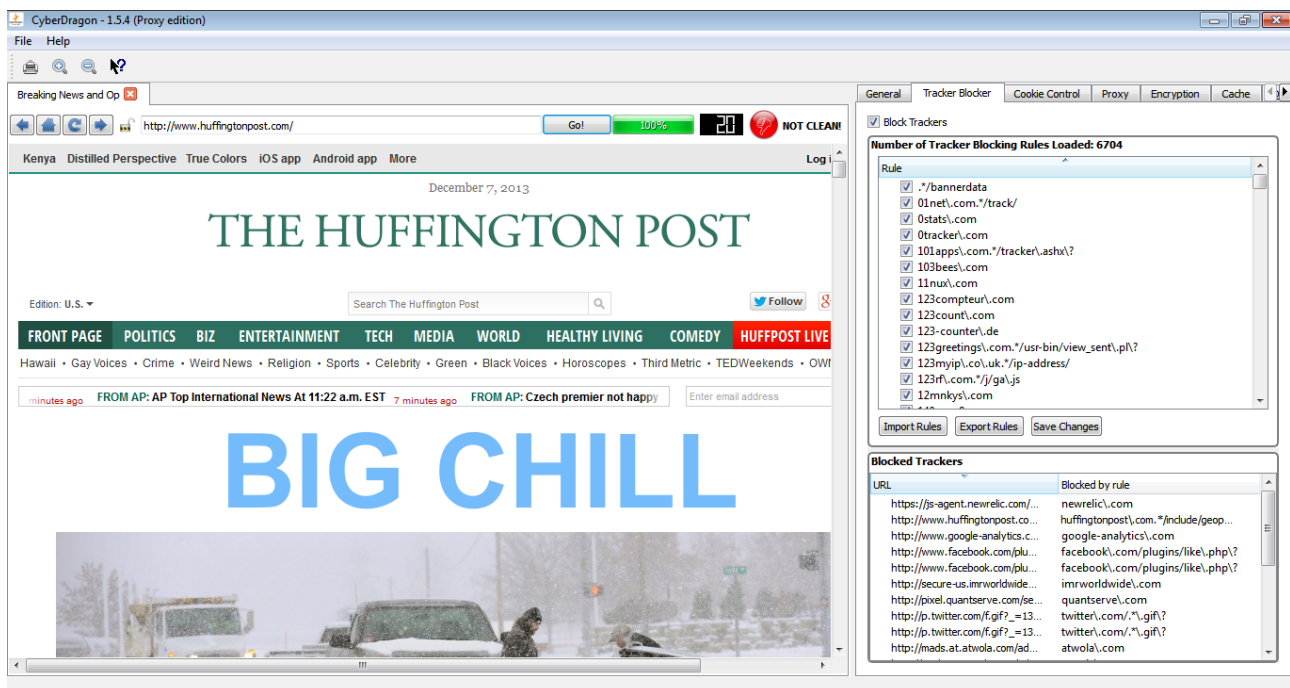 CyberDragon - 1.5.4 (Proxy edition)
File Help
Breaking News and Op
General Tracker Blocker Cookie Control Proxy Encryption Cache
http://www.huffingtonpost.com/ Go! 100% 20 NOT CLEAN!
Block Trackers
Kenya Distilled Perspective True Colors iOS app Android app More Log i
December 7, 2013
THE HUFFINGTON POST
Edition: U.S. Search The Huffington Post Follow 8
FRONT PAGE POLITICS BIZ ENTERTAINMENT TECH MEDIA WORLD HEALTHY LIVING COMEDY HUFFPOST LIVE
Hawaii • Gay Voices • Crime • Weird News • Religion • Sports • Celebrity • Green • Black Voices • Horoscopes • Third Metric • TEDWeekends • OWN
minutes ago FROM AP: AP Top International News At 11:22 a.m. EST 7 minutes ago FROM AP: Czech premier not happy Enter email address
BIG CHILL
Number of Tracker Blocking Rules Loaded: 6704
Rule
.*/bannerdata
01net\.com.*/track/
0stats\.com
0tracker\.com
101apps\.com.*/tracker\.ashx\?
103bees\.com
11nux\.com
123compteur\.com
123count\.com
123-counter\.de
123greetings\.com.*/usr-bin/view_sent\.pl\?
123myip\.co\.uk.*/ip-address/
123rf\.com.*/j/ga\.js
12mnkys\.com
Import Rules Export Rules Save Changes
Blocked Trackers
URL Blocked by rule
https://js-agent.newrelic.com/... newrelic\.com
http://www.huffingtonpost.co... huffingtonpost\.com.*/include/geop...
http://www.google-analytics.c... google-analytics\.com
http://www.facebook.com/plu... facebook\.com/plugins/like\.php\?
http://www.facebook.com/plu... facebook\.com/plugins/like\.php\?
http://secure-us.imrworldwide... imrworldwide\.com
http://pixel.quantserve.com/se... quantserve\.com
http://p.twitter.com/f.gif?_=13... twitter\.com/.*\.gif\?
http://p.twitter.com/f.gif?_=13... twitter\.com/.*\.gif\?
http://mads.at.atwola.com/ad... atwola\.com